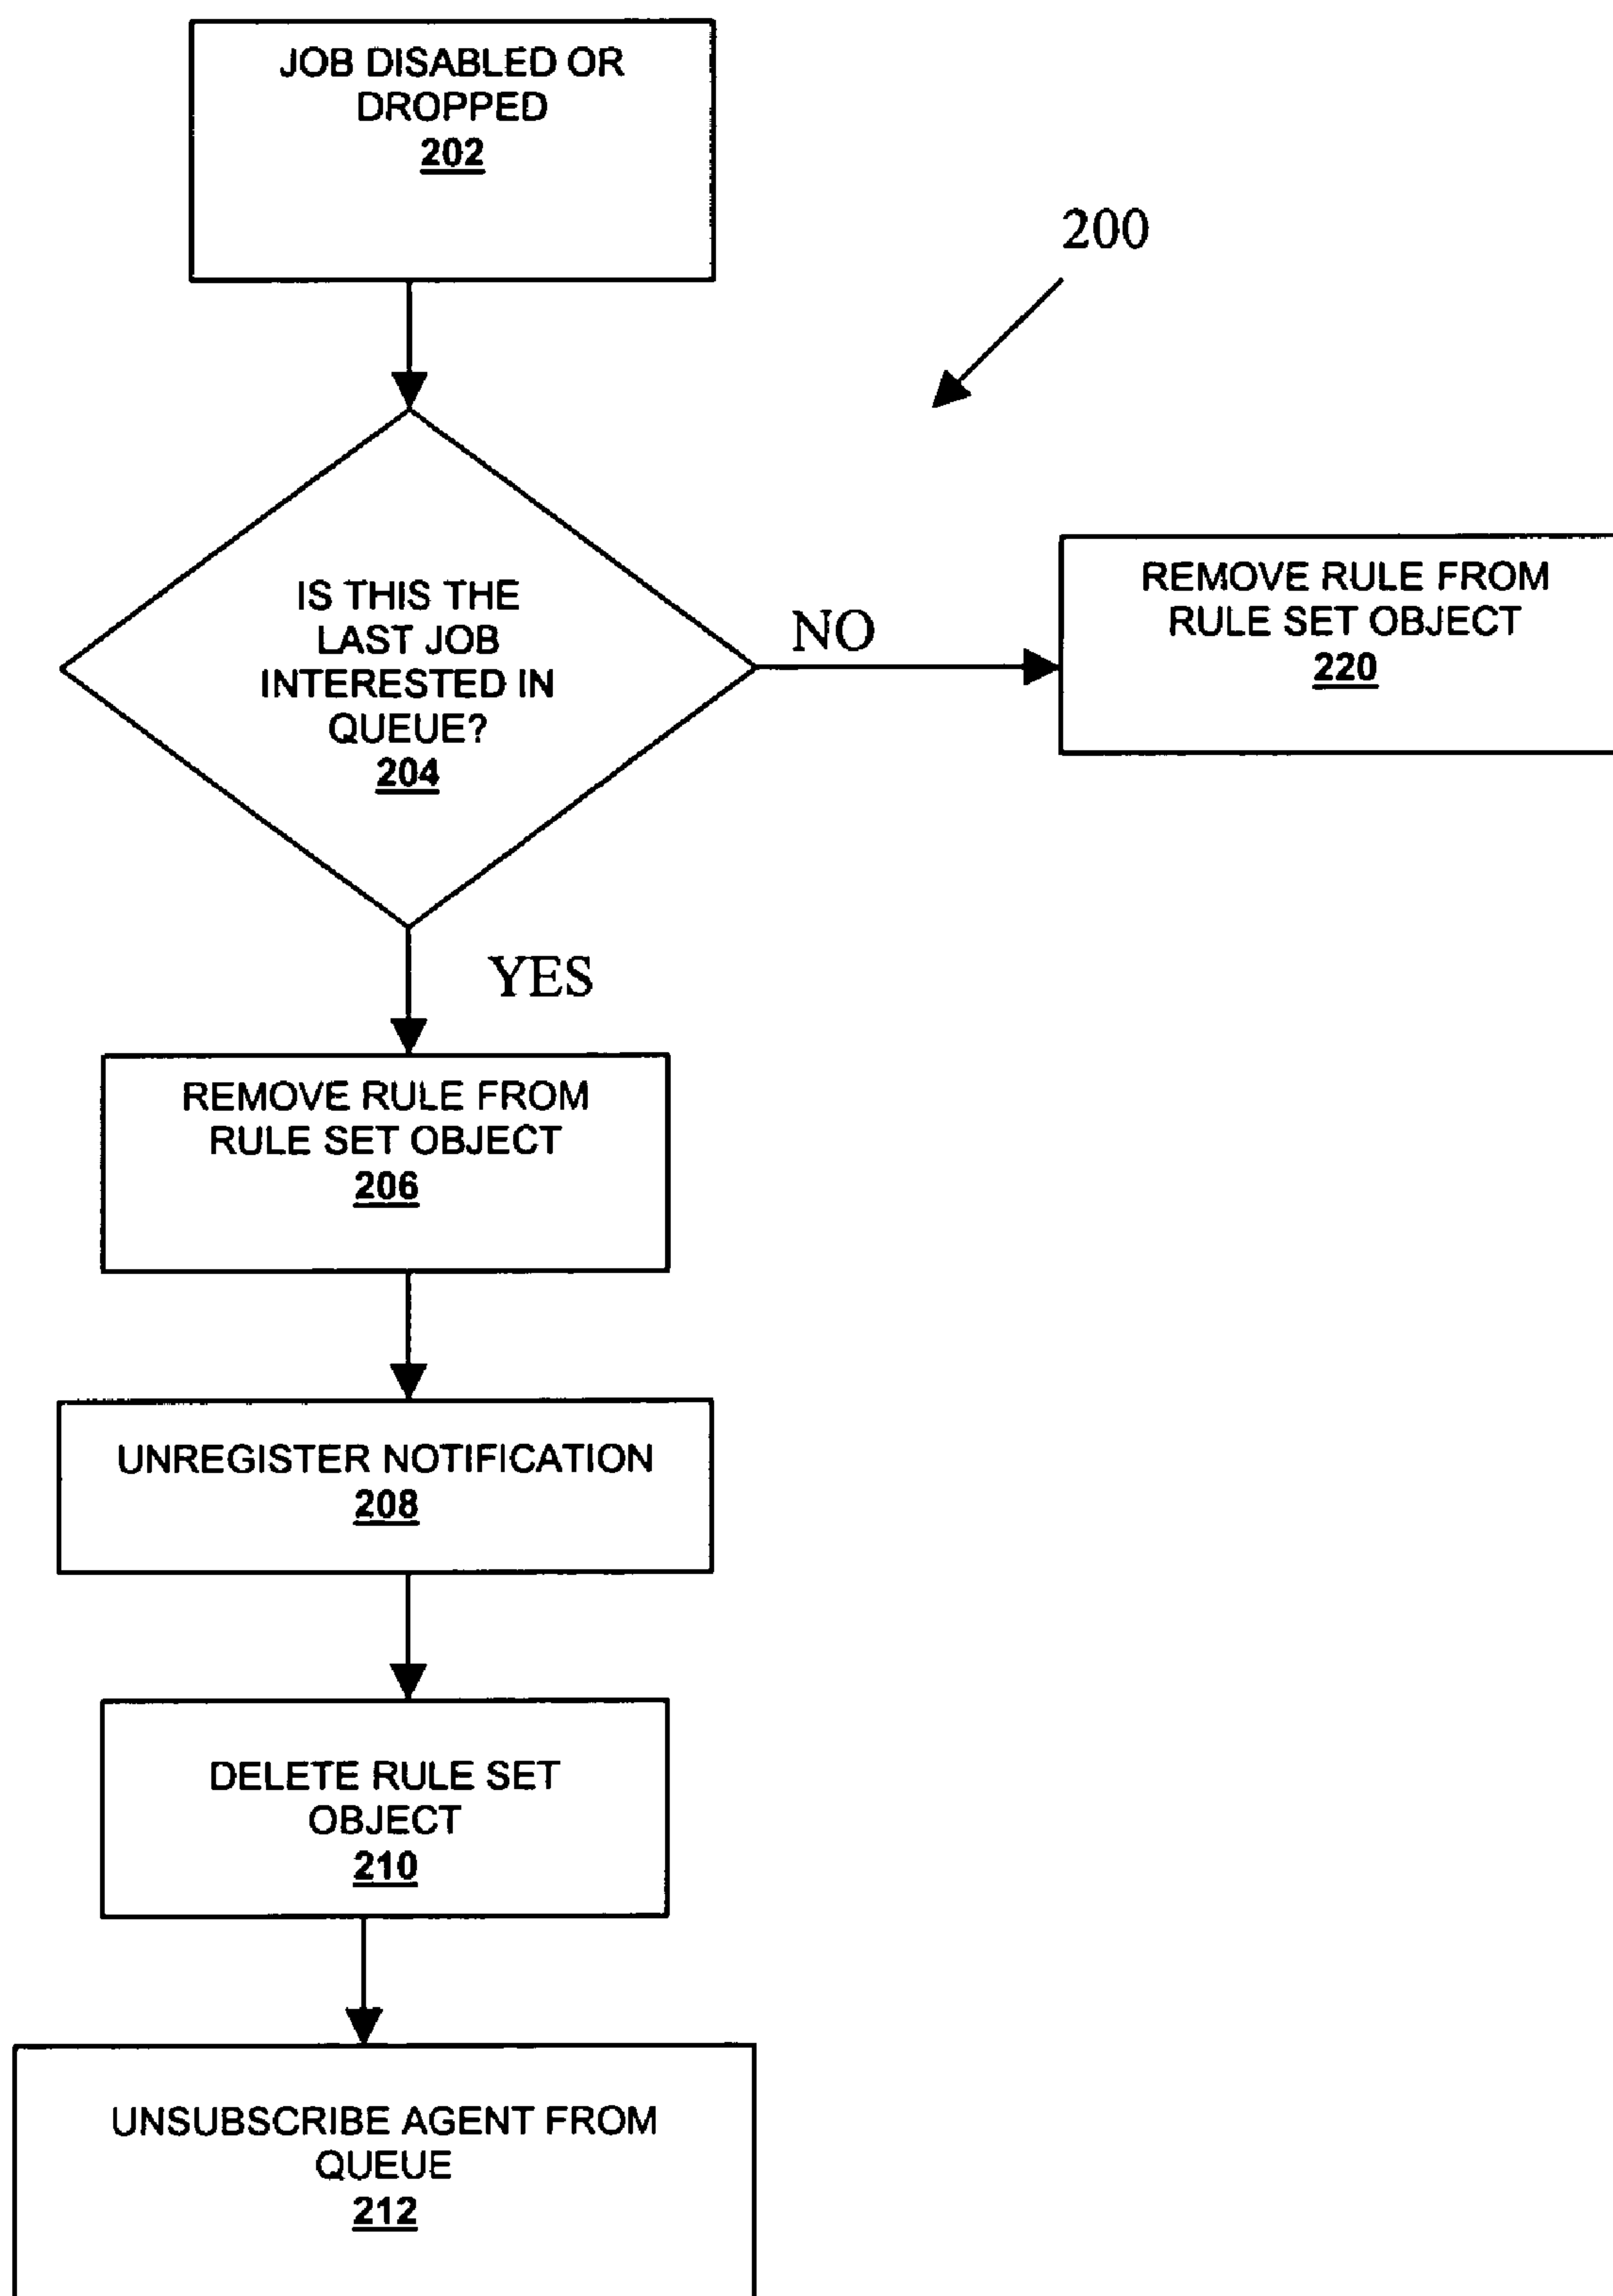 JOB DISABLED OR
DROPPED
202
200
IS THIS THE
LAST JOB
INTERESTED IN
QUEUE?
204
NO
REMOVE RULE FROM
RULE SET OBJECT
220
YES
REMOVE RULE FROM
RULE SET OBJECT
206
UNREGISTER NOTIFICATION
208
DELETE RULE SET
OBJECT
210
UNSUBSCRIBE AGENT FROM
QUEUE
212